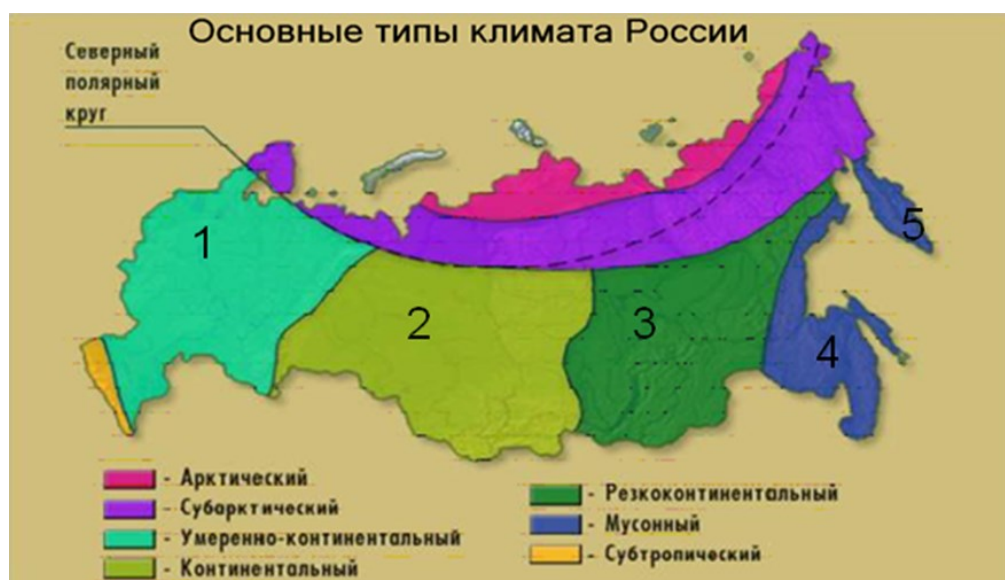 Основные типы климата России
Северный
полярный
круг
1
2
3
4
5
- Арктический
- Субарктический
- Умеренно-континентальный
- Континентальный
- Резкоконтинентальный
- Мусонный
- Субтропический